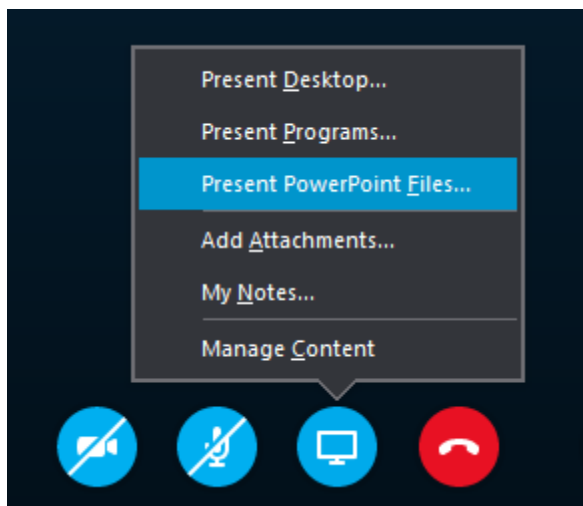 Present Desktop...
Present Programs...
Present PowerPoint Files...
Add Attachments...
My Notes...
Manage Content